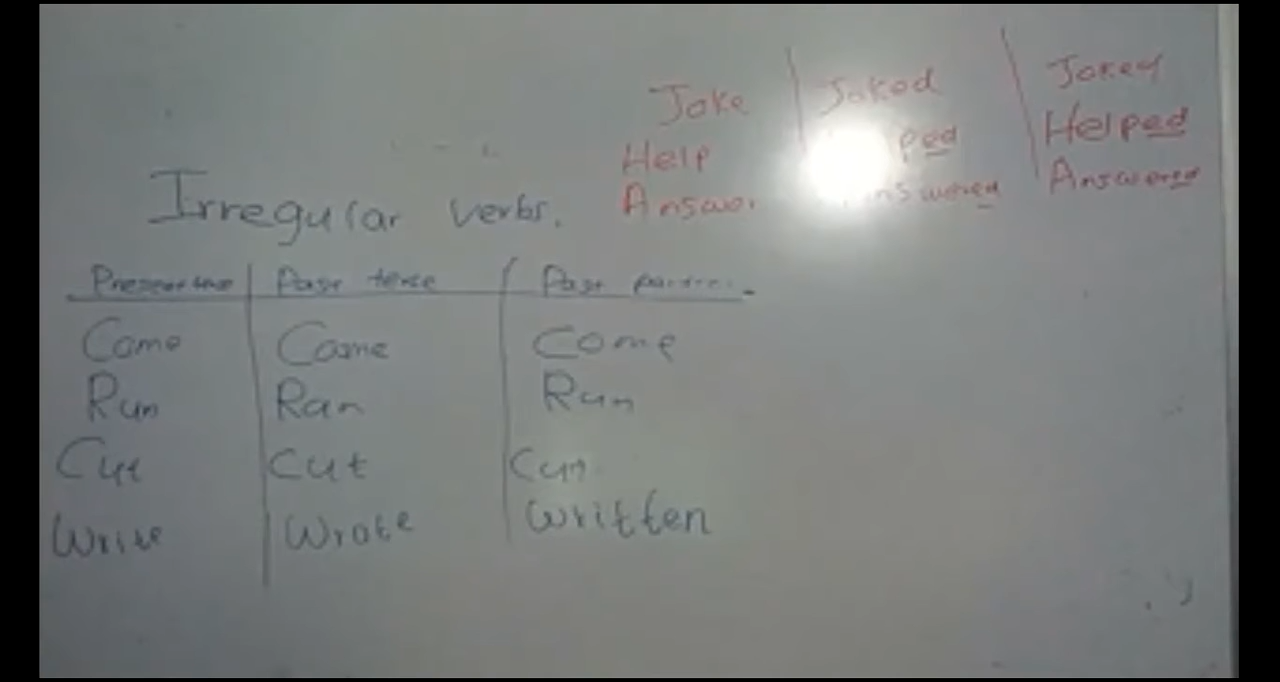 Joke Joked Joked
Help ped Helped
Answer Answered Answered
Irregular verbs.
Present tense Past tense Past
Come Came Come
Run Ran Run
Cut Cut Cut
Write Wrote Written